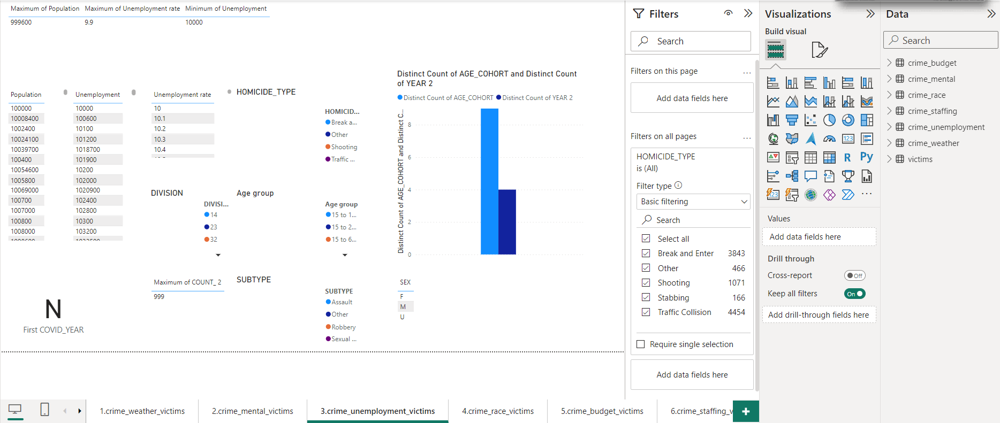 Maximum of Population Maximum of Unemployment rate Minimum of Unemployment
999600 9.9 10000
Population
100000
10008400
1002400
10024100
10039700
100400
10054600
1005800
10069000
100700
1007000
100800
1008000
Unemployment
10000
100600
10100
101200
1018700
101900
10200
102000
1020900
102400
102800
10300
103200
Unemployment rate
10
10.1
10.2
10.3
10.4
HOMICIDE_TYPE
HOMICID...
Break a...
Other
Shooting
Traffic ...
DIVISION
DIVISI...
14
23
32
Age group
Age group
15 to 1...
15 to 2...
15 to 6...
Distinct Count of AGE_COHORT and Distinct Count
of YEAR 2
Distinct Count of AGE_COHORT Distinct Count of YEAR 2
Distinct Count of AGE_COHORT and Distinct C...
8
6
4
2
0
N
First COVID_YEAR
Maximum of COUNT_ 2
999
SUBTYPE
SUBTYPE
Assault
Other
Robbery
Sexual ...
SEX
F
M
U
Filters
Search
Filters on this page ...
Add data fields here
Filters on all pages ...
HOMICIDE_TYPE
is (All)
Filter type
Basic filtering
Search
Select all
Break and Enter 3843
Other 466
Shooting 1071
Stabbing 166
Traffic Collision 4454
Require single selection
Add data fields here
Visualizations
Build visual
123
R
Py
123
...
Values
Add data fields here
Drill through
Cross-report Off
Keep all filters On
Add drill-through fields here
Data
Search
crime_budget
crime_mental
crime_race
crime_staffing
crime_unemployment
crime_weather
victims
1.crime_weather_victims 2.crime_mental_victims 3.crime_unemployment_victims 4.crime_race_victims 5.crime_budget_victims 6.crime_staffing_v